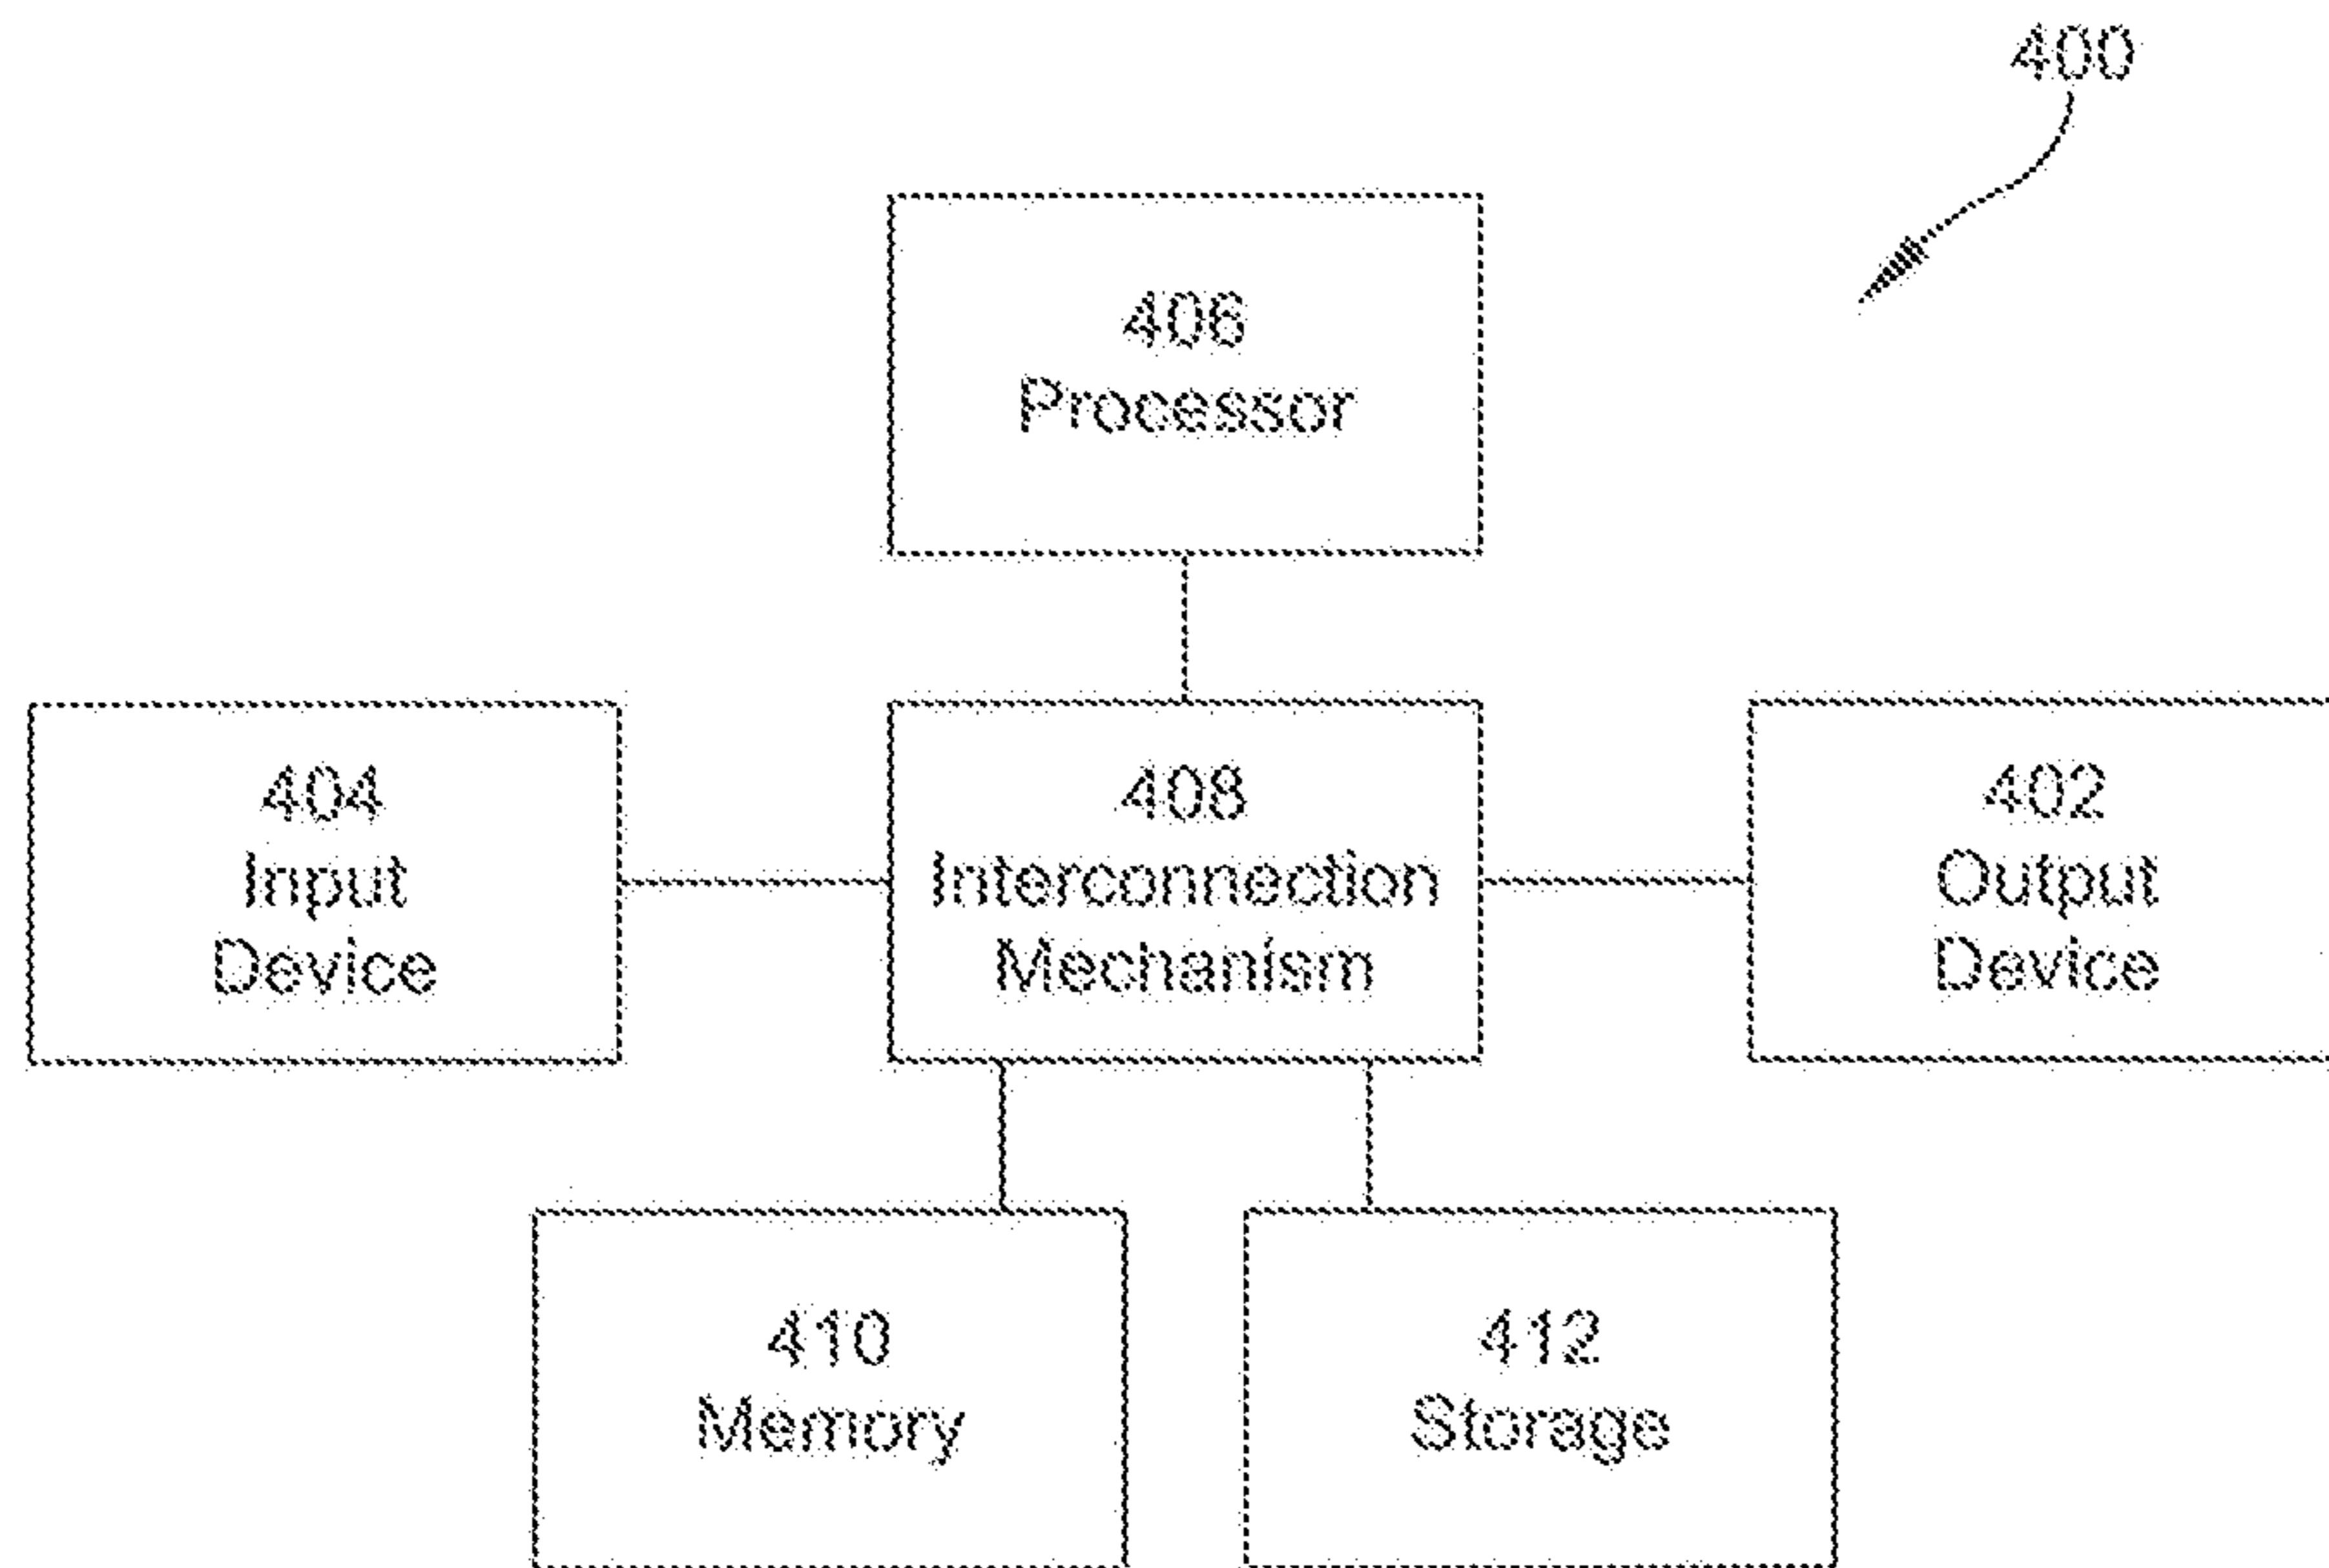 400
406
Processor
404
Input
Device
408
Interconnection
Mechanism
402
Output
Device
410
Memory
412
Storage